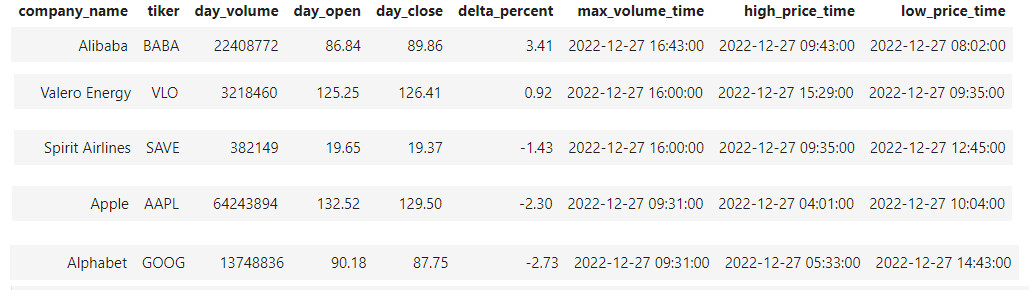 company_name tiker day_volume day_open day_close delta_percent max_volume_time high_price_time low_price_time
Alibaba BABA 22408772 86.84 89.86 3.41 2022-12-27 16:43:00 2022-12-27 09:43:00 2022-12-27 08:02:00
Valero Energy VLO 3218460 125.25 126.41 0.92 2022-12-27 16:00:00 2022-12-27 15:29:00 2022-12-27 09:35:00
Spirit Airlines SAVE 382149 19.65 19.37 -1.43 2022-12-27 16:00:00 2022-12-27 09:35:00 2022-12-27 12:45:00
Apple AAPL 64243894 132.52 129.50 -2.30 2022-12-27 09:31:00 2022-12-27 04:01:00 2022-12-27 10:04:00
Alphabet GOOG 13748836 90.18 87.75 -2.73 2022-12-27 09:31:00 2022-12-27 05:33:00 2022-12-27 14:43:00